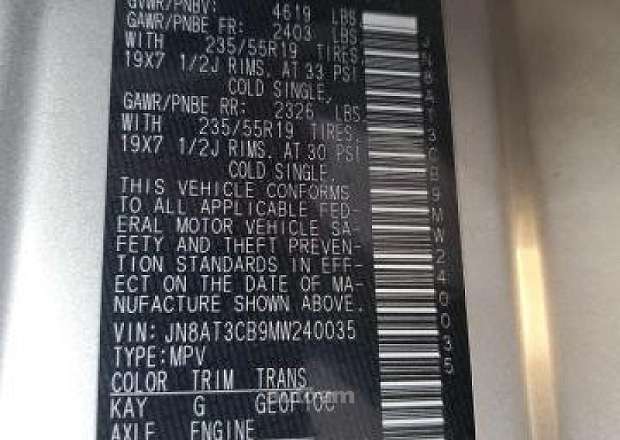 GVWR/PNBV: 4619 LBS.
GAWR/PNBE FR: 2403 LBS
WITH 235/55R19 TIRES
19X7 1/2J RIMS. AT 33 PSI
COLD SINGLE,
GAWR/PNBE RR: 2326 LBS.
WITH 235/55R19 TIRES,
19X7 1/2J RIMS. AT 30 PSI
COLD SINGLE.
THIS VEHICLE CONFORMS
TO ALL APPLICABLE FED-
ERAL MOTOR VEHICLE SA-
FETY AND THEFT PREVEN-
TION STANDARDS IN EFF-
ECT ON THE DATE OF MA-
NUFACTURE SHOWN ABOVE.
VIN: JN8AT3CB9MW240035
TYPE:MPV
COLOR TRIM TRANS
KAY G
AXLE ENGINE
JN8AT3CB9MW240035